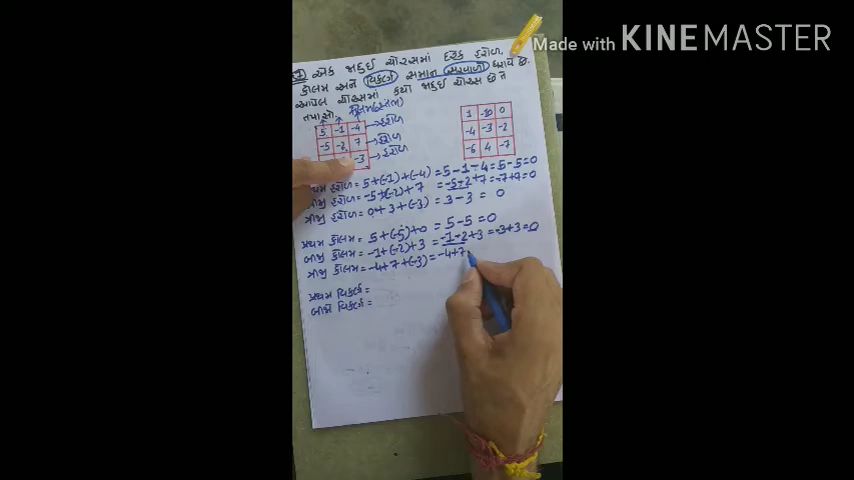 Made with KINEMASTER
એક જાદુઈ ચોરસમાં દરેક હરોળ,
કોલમ અને વિકર્ણ સમાન સરવાળો ધરાવે છે.
આપેલ ચોરસમાં કયા જાદુઈ ચોરસ છે તે
તપાસો.
5 -1 -4 → હરોળ
-5 -2 7 → હરોળ
-3 → હરોળ
1 -10 0
-4 -3 -2
-6 4 -7
પ્રથમ હરોળ = 5+(-1)+(-4) = 5-1-4 = 5-5=0
બીજી હરોળ = -5+(-2)+7 = -5-2+7 = -7+7=0
ત્રીજી હરોળ = 0+3+(-3) = 3-3 = 0
પ્રથમ કોલમ = 5+(-5)+0 = 5-5 =0
બીજી કોલમ = -1+(-2)+3 = -1-2+3 =-3+3=0
ત્રીજી કોલમ = -4+7+(-3) = -4+7
પ્રથમ વિકર્ણ =
બીજો વિકર્ણ =